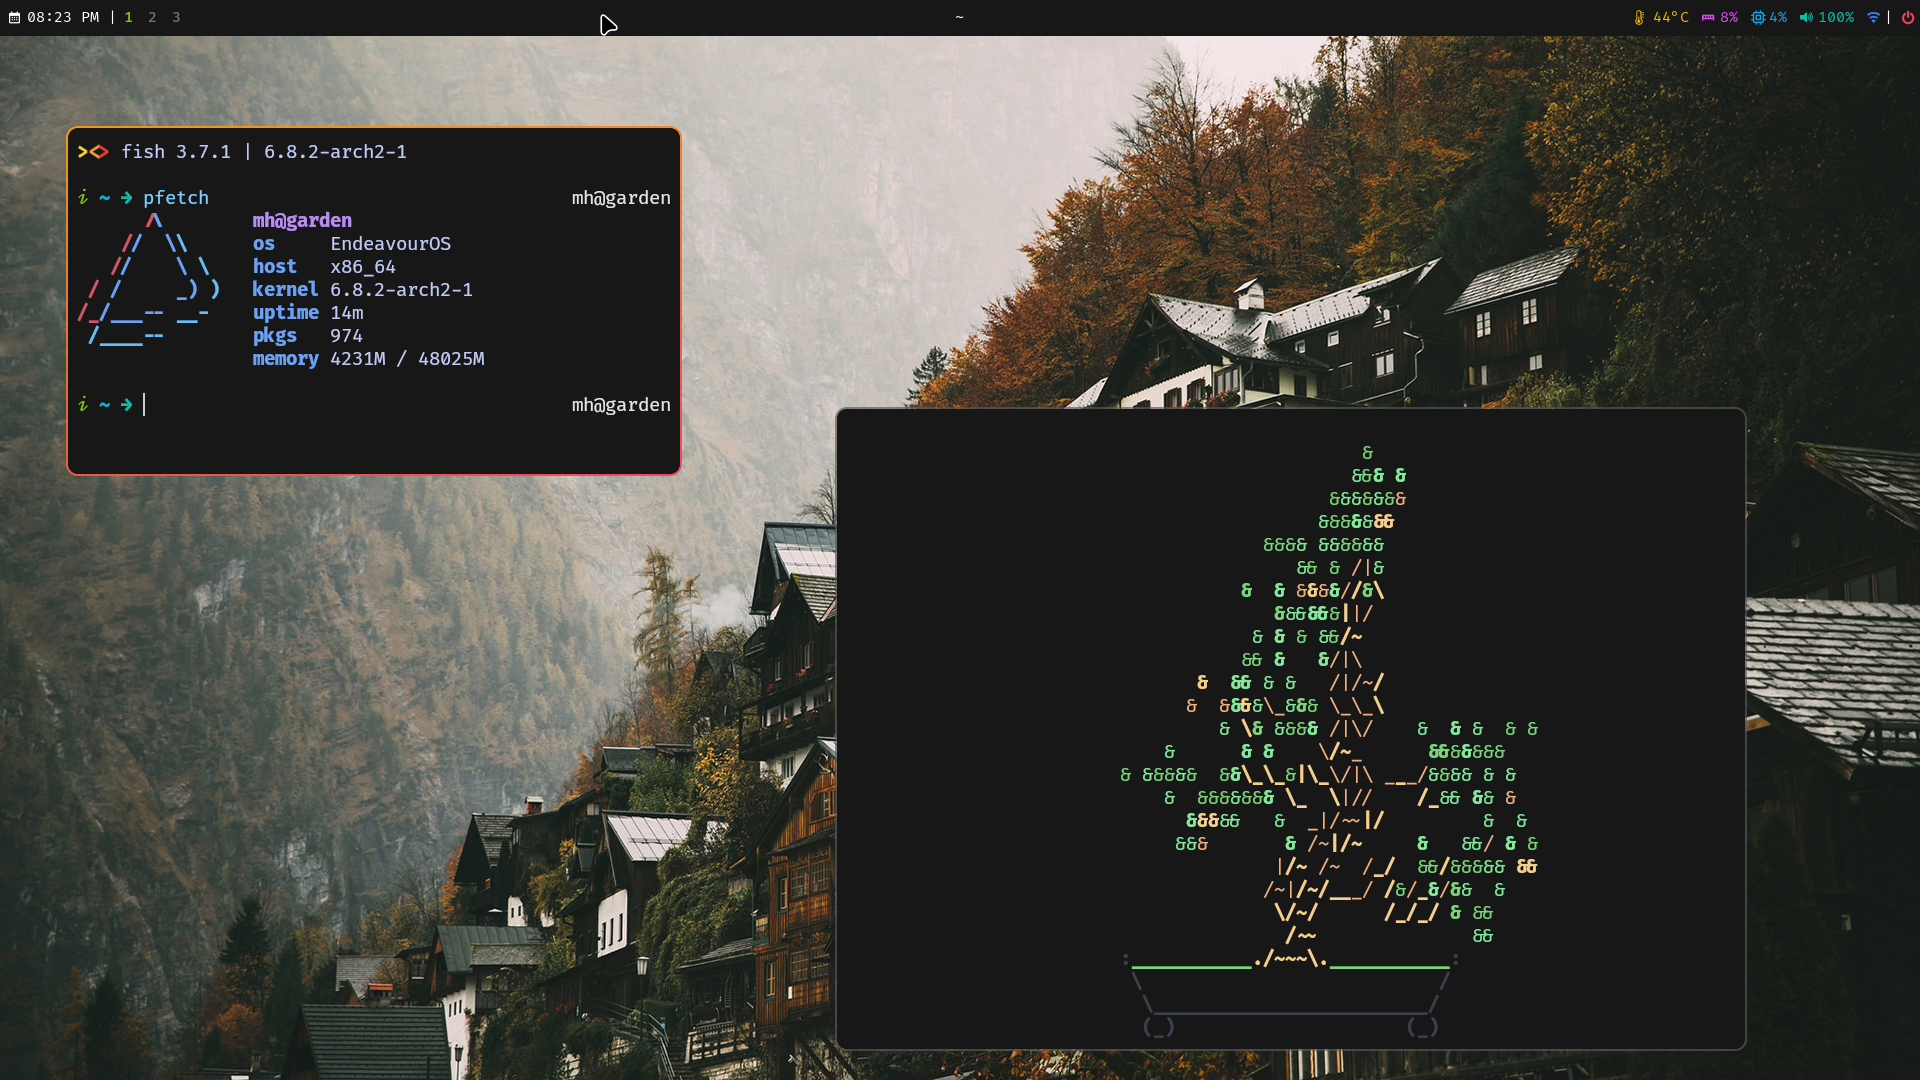 08:23 PM | 1 2 3
~
44°C 8% 4% 100% |
>< > fish 3.7.1 | 6.8.2-arch2-1
i ~ → pfetch mh@garden
mh@garden
os EndeavourOS
host x86_64
kernel 6.8.2-arch2-1
uptime 14m
pkgs 974
memory 4231M / 48025M
i ~ → mh@garden